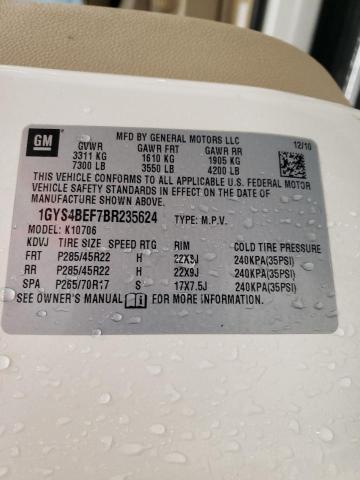 GM
MFD BY GENERAL MOTORS LLC
12/10
GVWR GAWR FRT GAWR RR
3311 KG 1610 KG 1905 KG
7300 LB 3550 LB 4200 LB
THIS VEHICLE CONFORMS TO ALL APPLICABLE U.S. FEDERAL MOTOR
VEHICLE SAFETY STANDARDS IN EFFECT ON THE DATE OF
MANUFACTURE SHOWN ABOVE.
1GYS4BEF7BR235624 TYPE: M.P.V.
MODEL: K10706
KDVJ TIRE SIZE SPEED RTG RIM COLD TIRE PRESSURE
FRT P285/45R22 H 22X9J 240KPA(35PSI)
RR P285/45R22 H 22X9J 240KPA(35PSI)
SPA P265/70R17 S 17X7.5J 240KPA(35PSI)
SEE OWNER'S MANUAL FOR MORE INFORMATION.